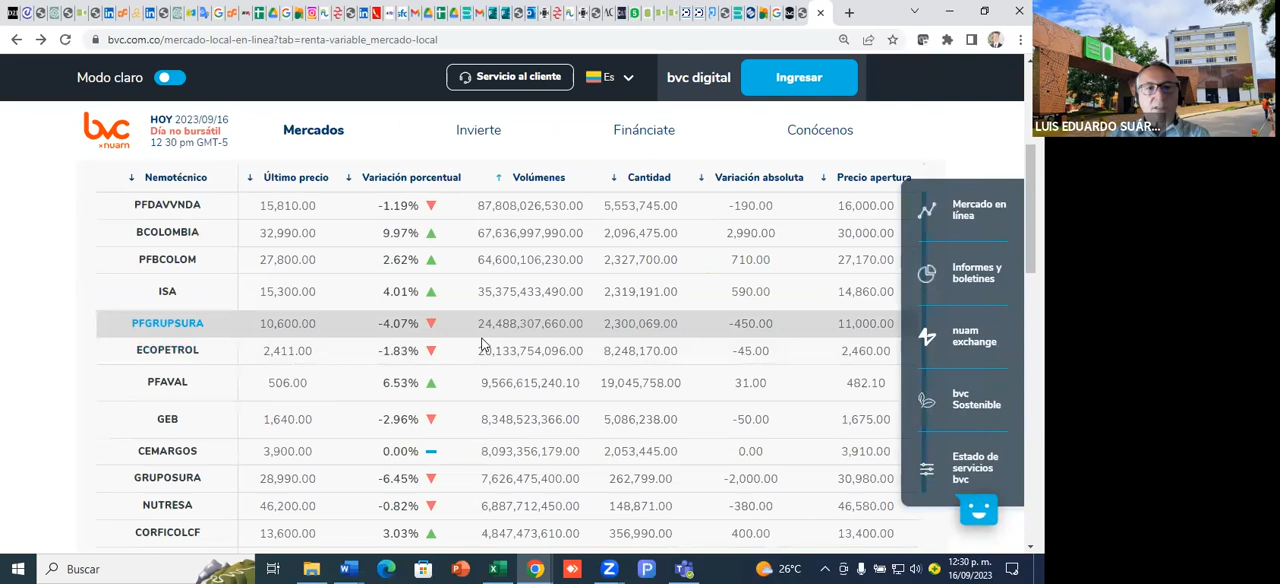 bvc.com.co/mercado-local-en-linea?tab=renta-variable_mercado-local
Modo claro
Servicio al cliente
Es
bvc digital
Ingresar
LUIS EDUARDO SUÁR...
bvc
× nuam
HOY 2023/09/16
Día no bursátil
12:30 pm GMT-5
Mercados
Invierte
Fináncia​te
Conócenos
Nemotécnico Último precio Variación porcentual Volúmenes Cantidad Variación absoluta Precio apertura
PFDAVVNDA 15,810.00 -1.19% 87,808,026,530.00 5,553,745.00 -190.00 16,000.00
BCOLOMBIA 32,990.00 9.97% 67,636,997,990.00 2,096,475.00 2,990.00 30,000.00
PFBCOLOM 27,800.00 2.62% 64,600,106,230.00 2,327,700.00 710.00 27,170.00
ISA 15,300.00 4.01% 35,375,433,490.00 2,319,191.00 590.00 14,860.00
PFGRUPSURA 10,600.00 -4.07% 24,488,307,660.00 2,300,069.00 -450.00 11,000.00
ECOPETROL 2,411.00 -1.83% ,133,754,096.00 8,248,170.00 -45.00 2,460.00
PFAVAL 506.00 6.53% 9,566,615,240.10 19,045,758.00 31.00 482.10
GEB 1,640.00 -2.96% 8,348,523,366.00 5,086,238.00 -50.00 1,675.00
CEMARGOS 3,900.00 0.00% 8,093,356,179.00 2,053,445.00 0.00 3,910.00
GRUPOSURA 28,990.00 -6.45% 7,626,475,400.00 262,799.00 -2,000.00 30,980.00
NUTRESA 46,200.00 -0.82% 6,887,712,450.00 148,871.00 -380.00 46,580.00
CORFICOLCF 13,600.00 3.03% 4,847,473,610.00 356,990.00 400.00 13,400.00
Mercado en
línea
Informes y
boletines
nuam
exchange
bvc
Sostenible
Estado de
servicios
bvc
Buscar
26°C
12:30 p. m.
16/09/2023